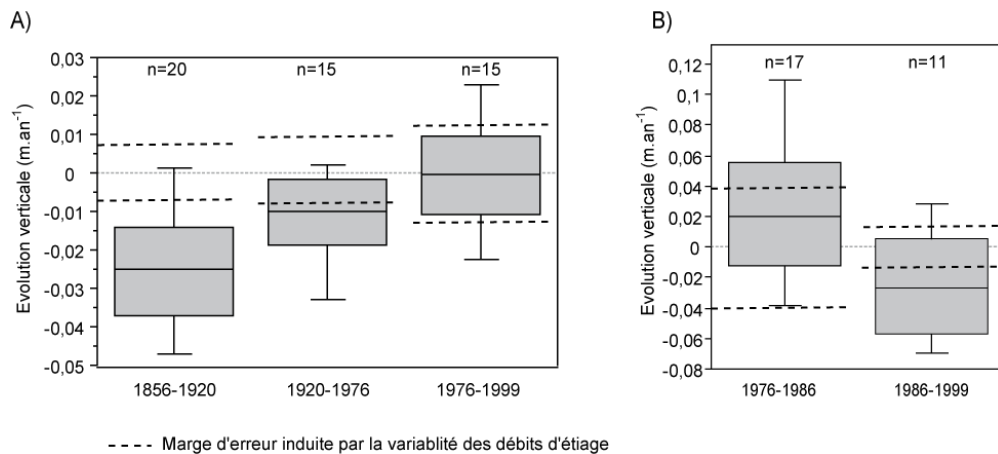 A)
B)
Evolution verticale (m.an-1)
0,03
0,02
0,01
0
-0,01
-0,02
-0,03
-0,04
-0,05
n=20
n=15
n=15
1856-1920
1920-1976
1976-1999
Evolution verticale (m.an-1)
0,12
0,1
0,08
0,06
0,04
0,02
0
-0,02
-0,04
-0,06
-0,08
n=17
n=11
1976-1986
1986-1999
Marge d'erreur induite par la variablité des débits d'étiage